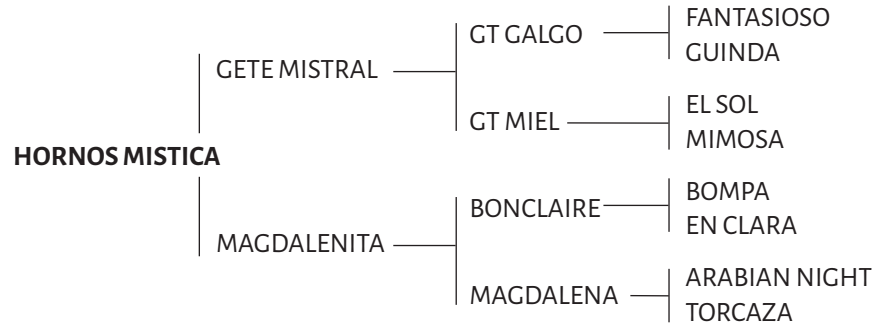 FANTASIOSO
GT GALGO
GUINDA
GETE MISTRAL
EL SOL
GT MIEL
MIMOSA
HORNOS MISTICA
BOMPA
BONCLAIRE
EN CLARA
MAGDALENITA
ARABIAN NIGHT
MAGDALENA
TORCAZA